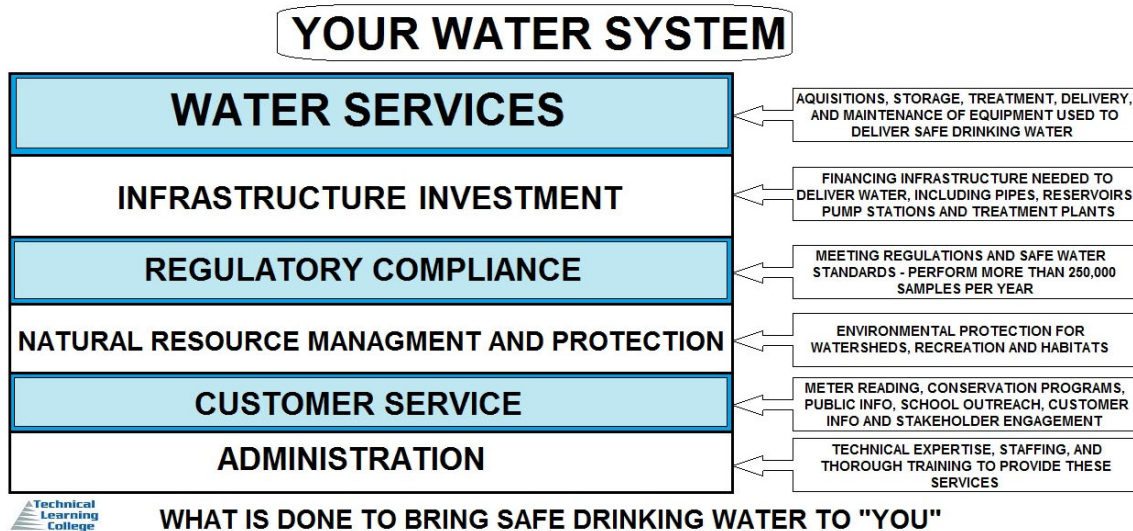 YOUR WATER SYSTEM
WATER SERVICES
AQUISITIONS, STORAGE, TREATMENT, DELIVERY,
AND MAINTENANCE OF EQUIPMENT USED TO
DELIVER SAFE DRINKING WATER
INFRASTRUCTURE INVESTMENT
FINANCING INFRASTRUCTURE NEEDED TO
DELIVER WATER, INCLUDING PIPES, RESERVOIRS
PUMP STATIONS AND TREATMENT PLANTS
REGULATORY COMPLIANCE
MEETING REGULATIONS AND SAFE WATER
STANDARDS - PERFORM MORE THAN 250,000
SAMPLES PER YEAR
NATURAL RESOURCE MANAGMENT AND PROTECTION
ENVIRONMENTAL PROTECTION FOR
WATERSHEDS, RECREATION AND HABITATS
CUSTOMER SERVICE
METER READING, CONSERVATION PROGRAMS,
PUBLIC INFO, SCHOOL OUTREACH, CUSTOMER
INFO AND STAKEHOLDER ENGAGEMENT
ADMINISTRATION
TECHNICAL EXPERTISE, STAFFING, AND
THOROUGH TRAINING TO PROVIDE THESE
SERVICES
Technical
Learning
College
WHAT IS DONE TO BRING SAFE DRINKING WATER TO "YOU"